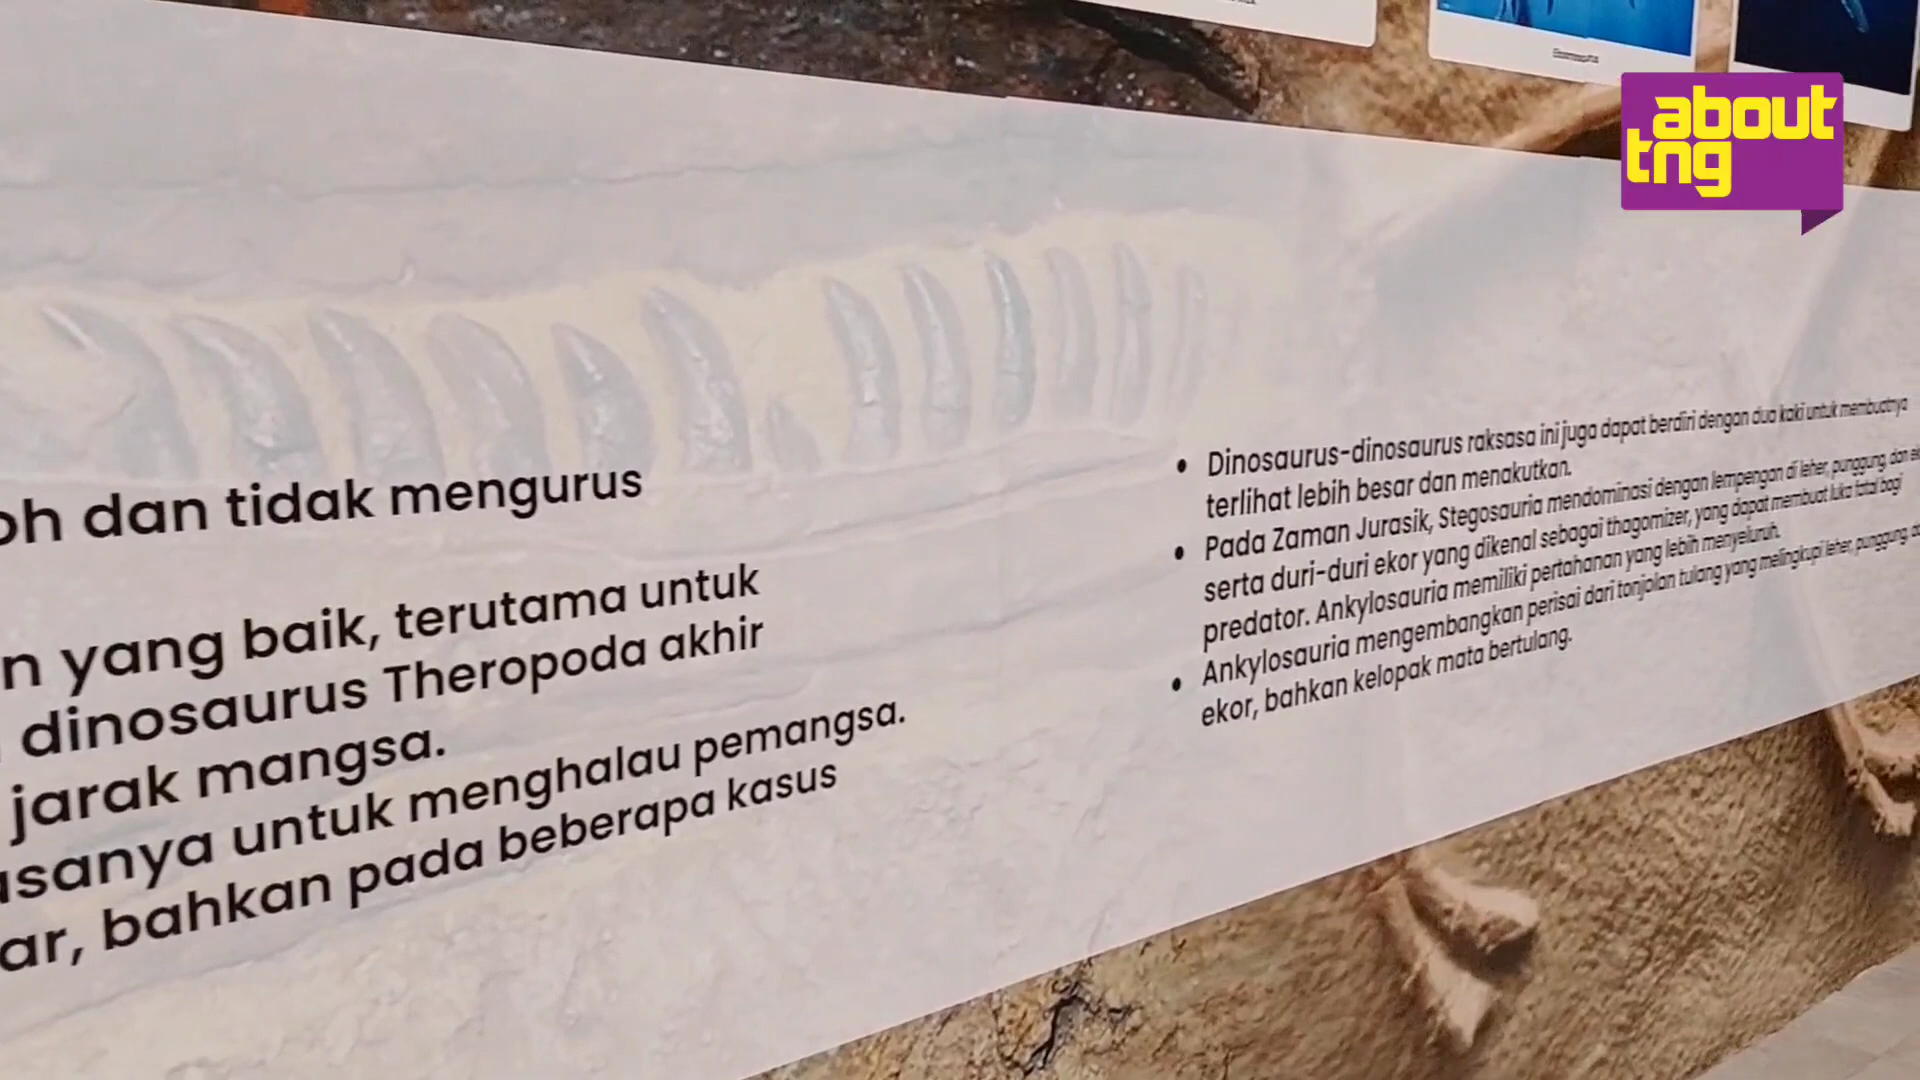 about
tng
dan tidak mengurus
yang baik, terutama untuk
dinosaurus Theropoda akhir
jarak mangsa.
untuk menghalau pemangsa.
bahkan pada beberapa kasus
• Dinosaurus-dinosaurus raksasa ini juga dapat berdiri dengan dua kaki untuk membuatnya
terlihat lebih besar dan menakutkan.
• Pada Zaman Jurasik, Stegosauria mendominasi dengan lempengan di leher, punggung, dan
serta duri-duri ekor yang dikenal sebagai thagomizer, yang dapat membuat luka fatal bagi
predator. Ankylosauria memiliki pertahanan yang lebih menyeluruh.
• Ankylosauria mengembangkan perisai dari tonjolan tulang yang melingkupi leher, punggung,
ekor, bahkan kelopak mata bertulang.